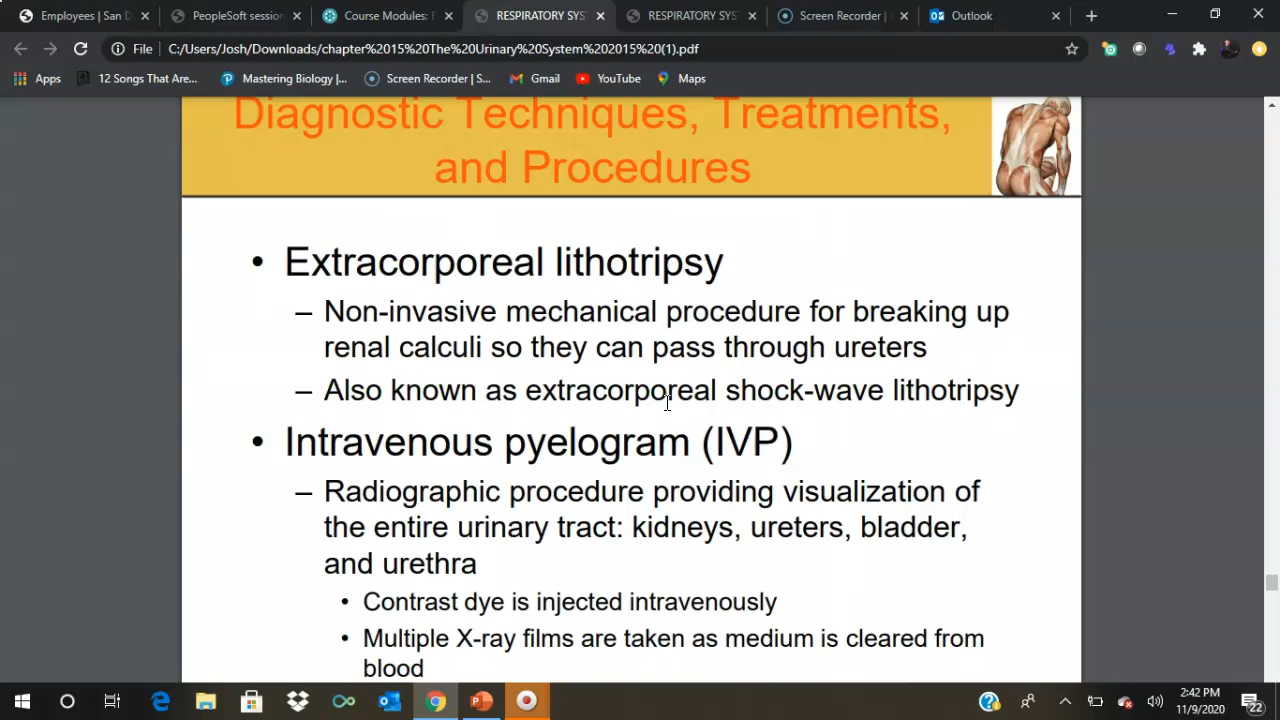 Employees | San D
PeopleSoft session
Course Modules: F
RESPIRATORY SYS
RESPIRATORY SYS
Screen Recorder |
Outlook
File
C:/Users/Josh/Downloads/chapter%2015%20The%20Urinary%20System%202015%20(1).pdf
Apps
12 Songs That Are...
Mastering Biology |...
Screen Recorder | S...
Gmail
YouTube
Maps
Diagnostic Techniques, Treatments,
and Procedures
• Extracorporeal lithotripsy
– Non-invasive mechanical procedure for breaking up
renal calculi so they can pass through ureters
– Also known as extracorporeal shock-wave lithotripsy
• Intravenous pyelogram (IVP)
– Radiographic procedure providing visualization of
the entire urinary tract: kidneys, ureters, bladder,
and urethra
• Contrast dye is injected intravenously
• Multiple X-ray films are taken as medium is cleared from
blood
2:42 PM
11/9/2020
22